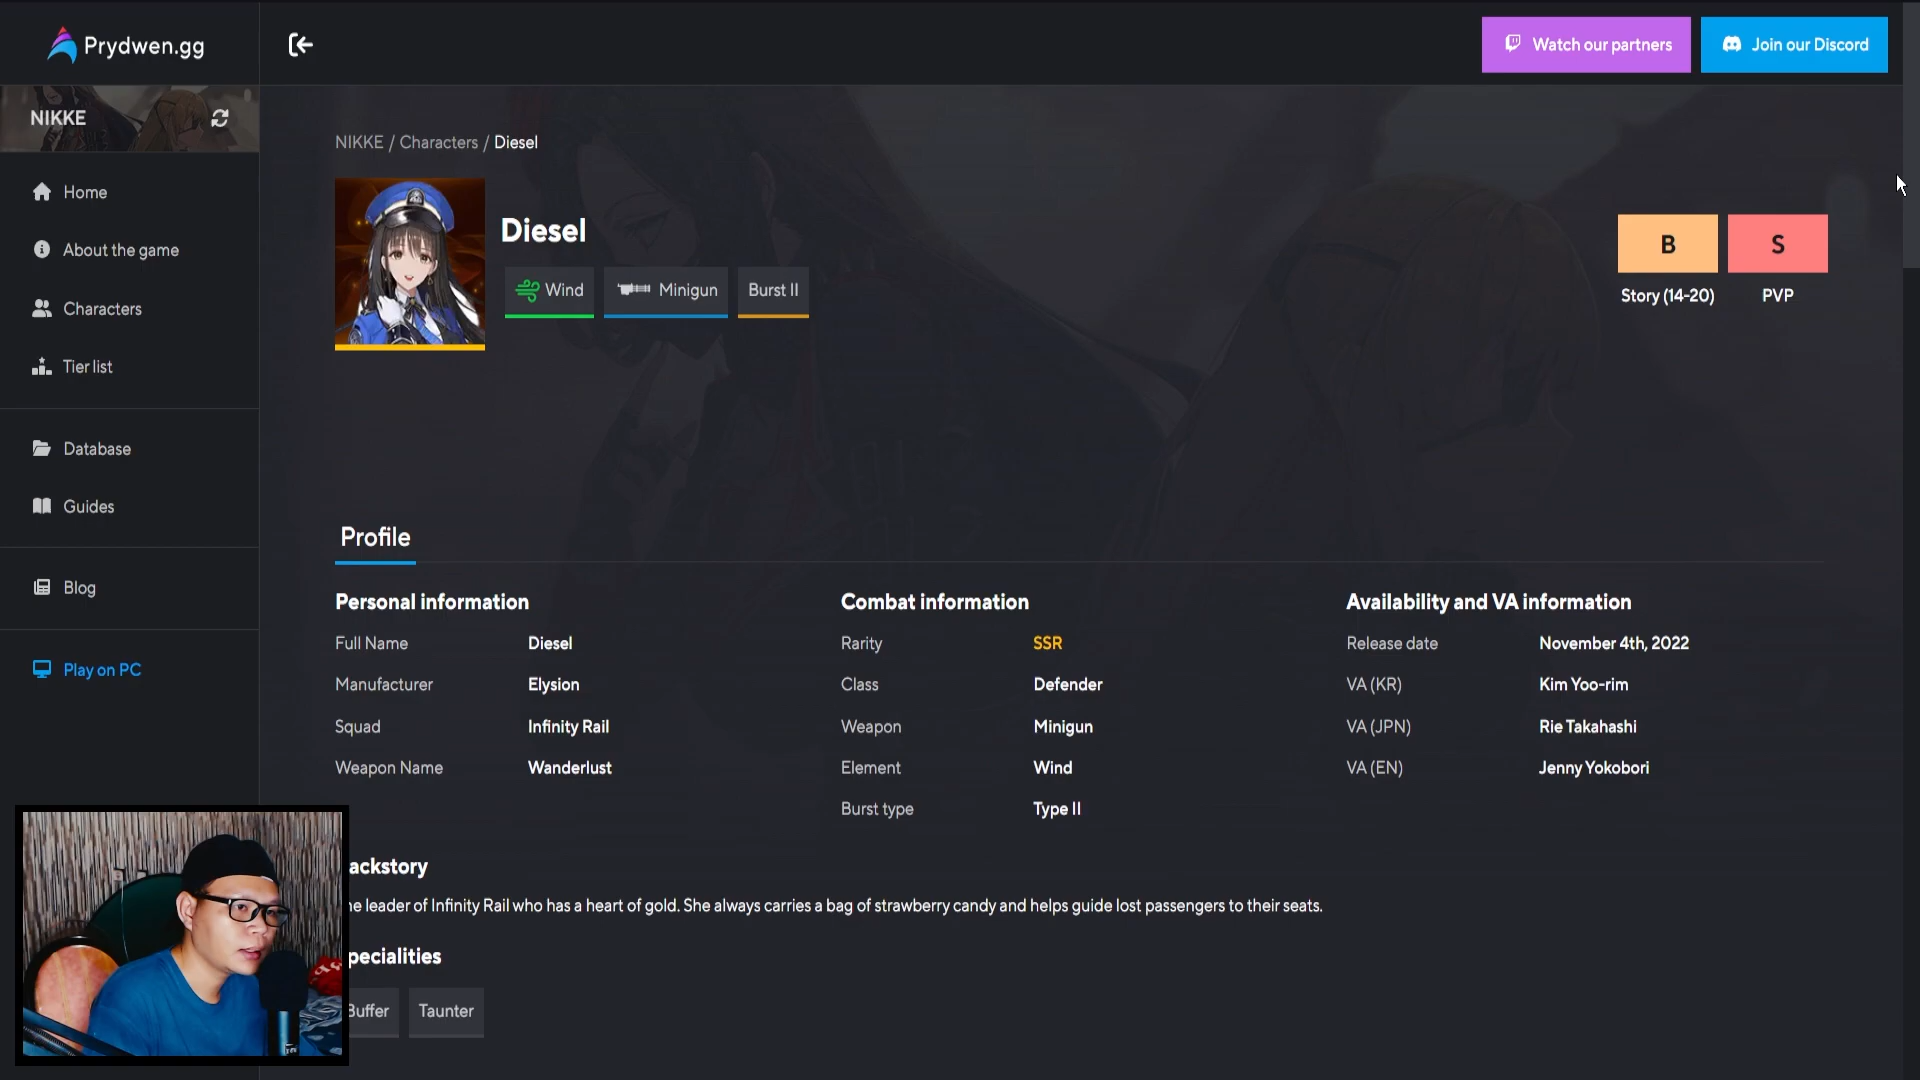 Prydwen.gg
Watch our partners
Join our Discord
NIKKE
Home
About the game
Characters
Tier list
Database
Guides
Blog
Play on PC
NIKKE / Characters / Diesel
Diesel
Wind
Minigun
Burst II
B
Story (14-20)
S
PVP
Profile
Personal information
Full Name Diesel
Manufacturer Elysion
Squad Infinity Rail
Weapon Name Wanderlust
Combat information
Rarity SSR
Class Defender
Weapon Minigun
Element Wind
Burst type Type II
Availability and VA information
Release date November 4th, 2022
VA (KR) Kim Yoo-rim
VA (JPN) Rie Takahashi
VA (EN) Jenny Yokobori
ackstory
he leader of Infinity Rail who has a heart of gold. She always carries a bag of strawberry candy and helps guide lost passengers to their seats.
pecialities
Buffer
Taunter